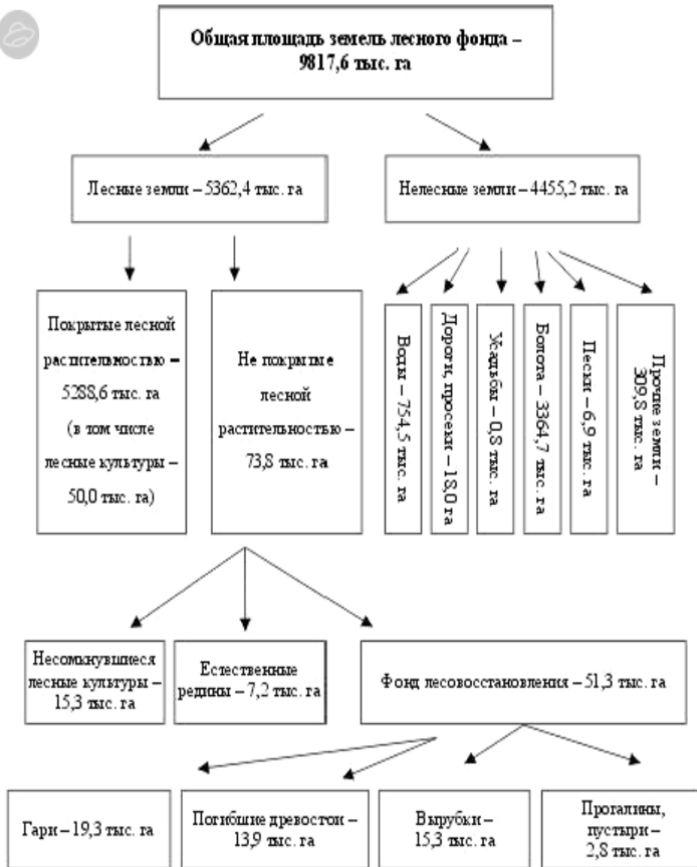 Общая площадь земель лесного фонда –
9817,6 тыс. га
Лесные земли – 5362,4 тыс. га
Нелесные земли – 4455,2 тыс. га
Покрытые лесной
растительностью –
5288,6 тыс. га
(в том числе
лесные культуры –
50,0 тыс. га)
Не покрытые
лесной
растительностью –
73,8 тыс. га
Воды – 754,5 тыс. га
Дороги, просеки – 18,0 га
Усадьбы – 0,8 тыс. га
Болота – 3364,7 тыс. га
Пески – 6,9 тыс. га
Прочие земли –
309,8 тыс. га
Несомкнувшиеся
лесные культуры –
15,3 тыс. га
Естественные
редины – 7,2 тыс. га
Фонд лесовосстановления – 51,3 тыс. га
Гари – 19,3 тыс. га
Погибшие древостои –
13,9 тыс. га
Вырубки –
15,3 тыс. га
Прогалины,
пустыри –
2,8 тыс. га